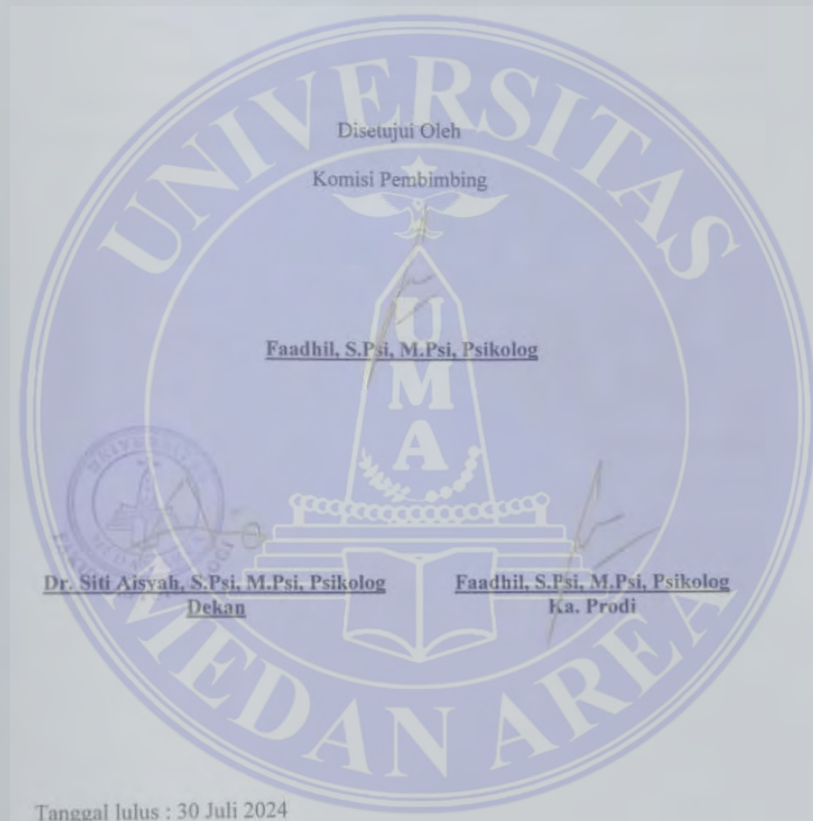 UNIVERSITAS
Disetujui Oleh
Komisi Pembimbing
UMA
Faadhil, S.Psi, M.Psi, Psikolog
Dr. Siti Aisyah, S.Psi, M.Psi, Psikolog
Dekan
Faadhil, S.Psi, M.Psi, Psikolog
Ka. Prodi
MEDAN AREA
Tanggal lulus : 30 Juli 2024